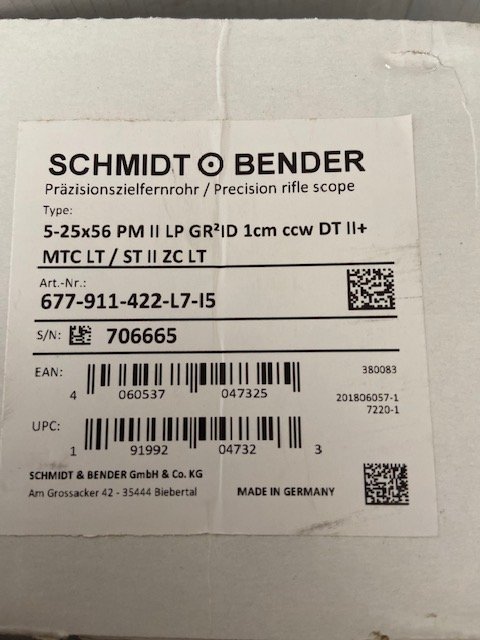 SCHMIDT BENDER
Präzisionszielfernrohr / Precision rifle scope
Type:
5-25x56 PM II LP GR²ID 1cm ccw DT II+
MTC LT / ST II ZC LT
Art.-Nr.:
677-911-422-L7-I5
S/N: 706665
EAN: 4 060537 047325
380083
201806057-1
7220-1
UPC: 1 91992 04732 3
SCHMIDT & BENDER GmbH & Co. KG
Am Grossacker 42 - 35444 Biebertal MADE IN GERMANY